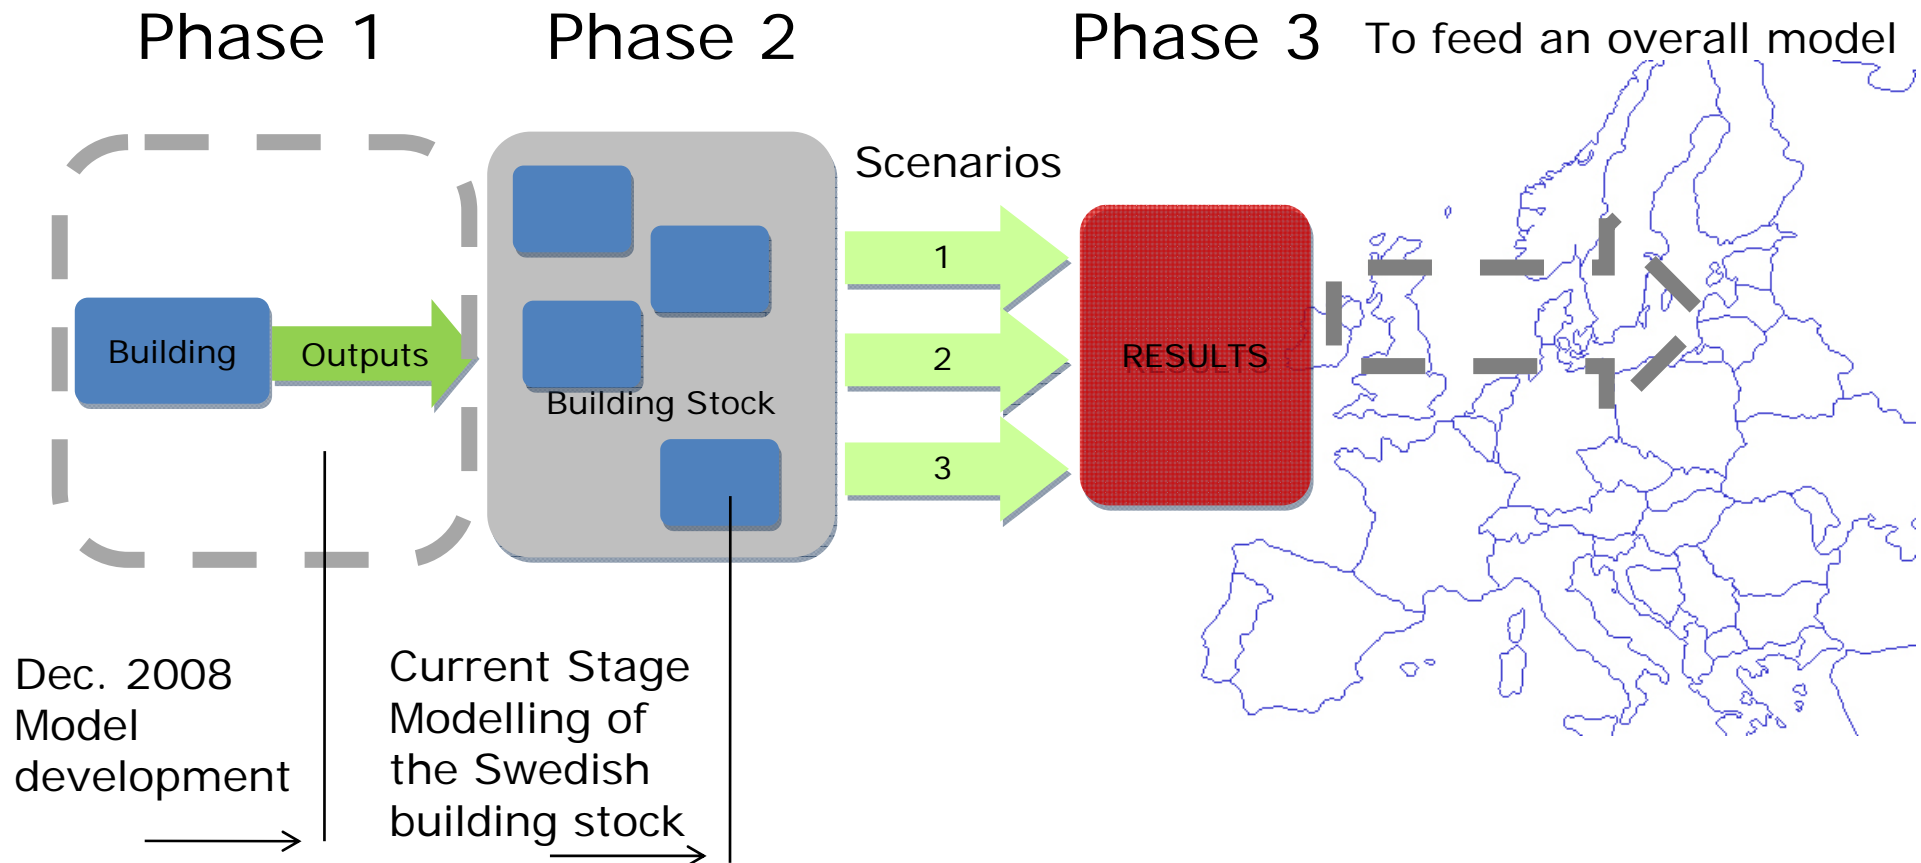 Phase 1
Phase 2
Phase 3
To feed an overall model
Scenarios
Building
Outputs
Building Stock
1
2
3
RESULTS
Dec. 2008
Model
development
Current Stage
Modelling of
the Swedish
building stock